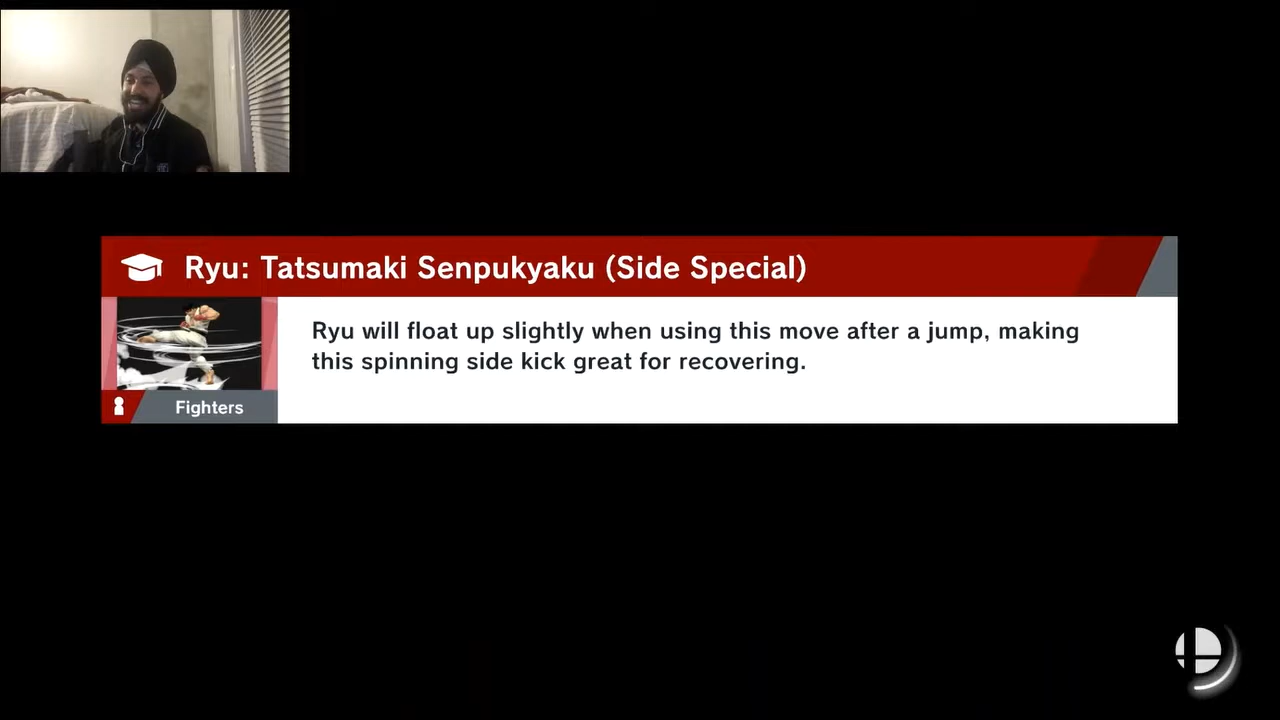 Ryu: Tatsumaki Senpukyaku (Side Special)
Ryu will float up slightly when using this move after a jump, making
this spinning side kick great for recovering.
Fighters